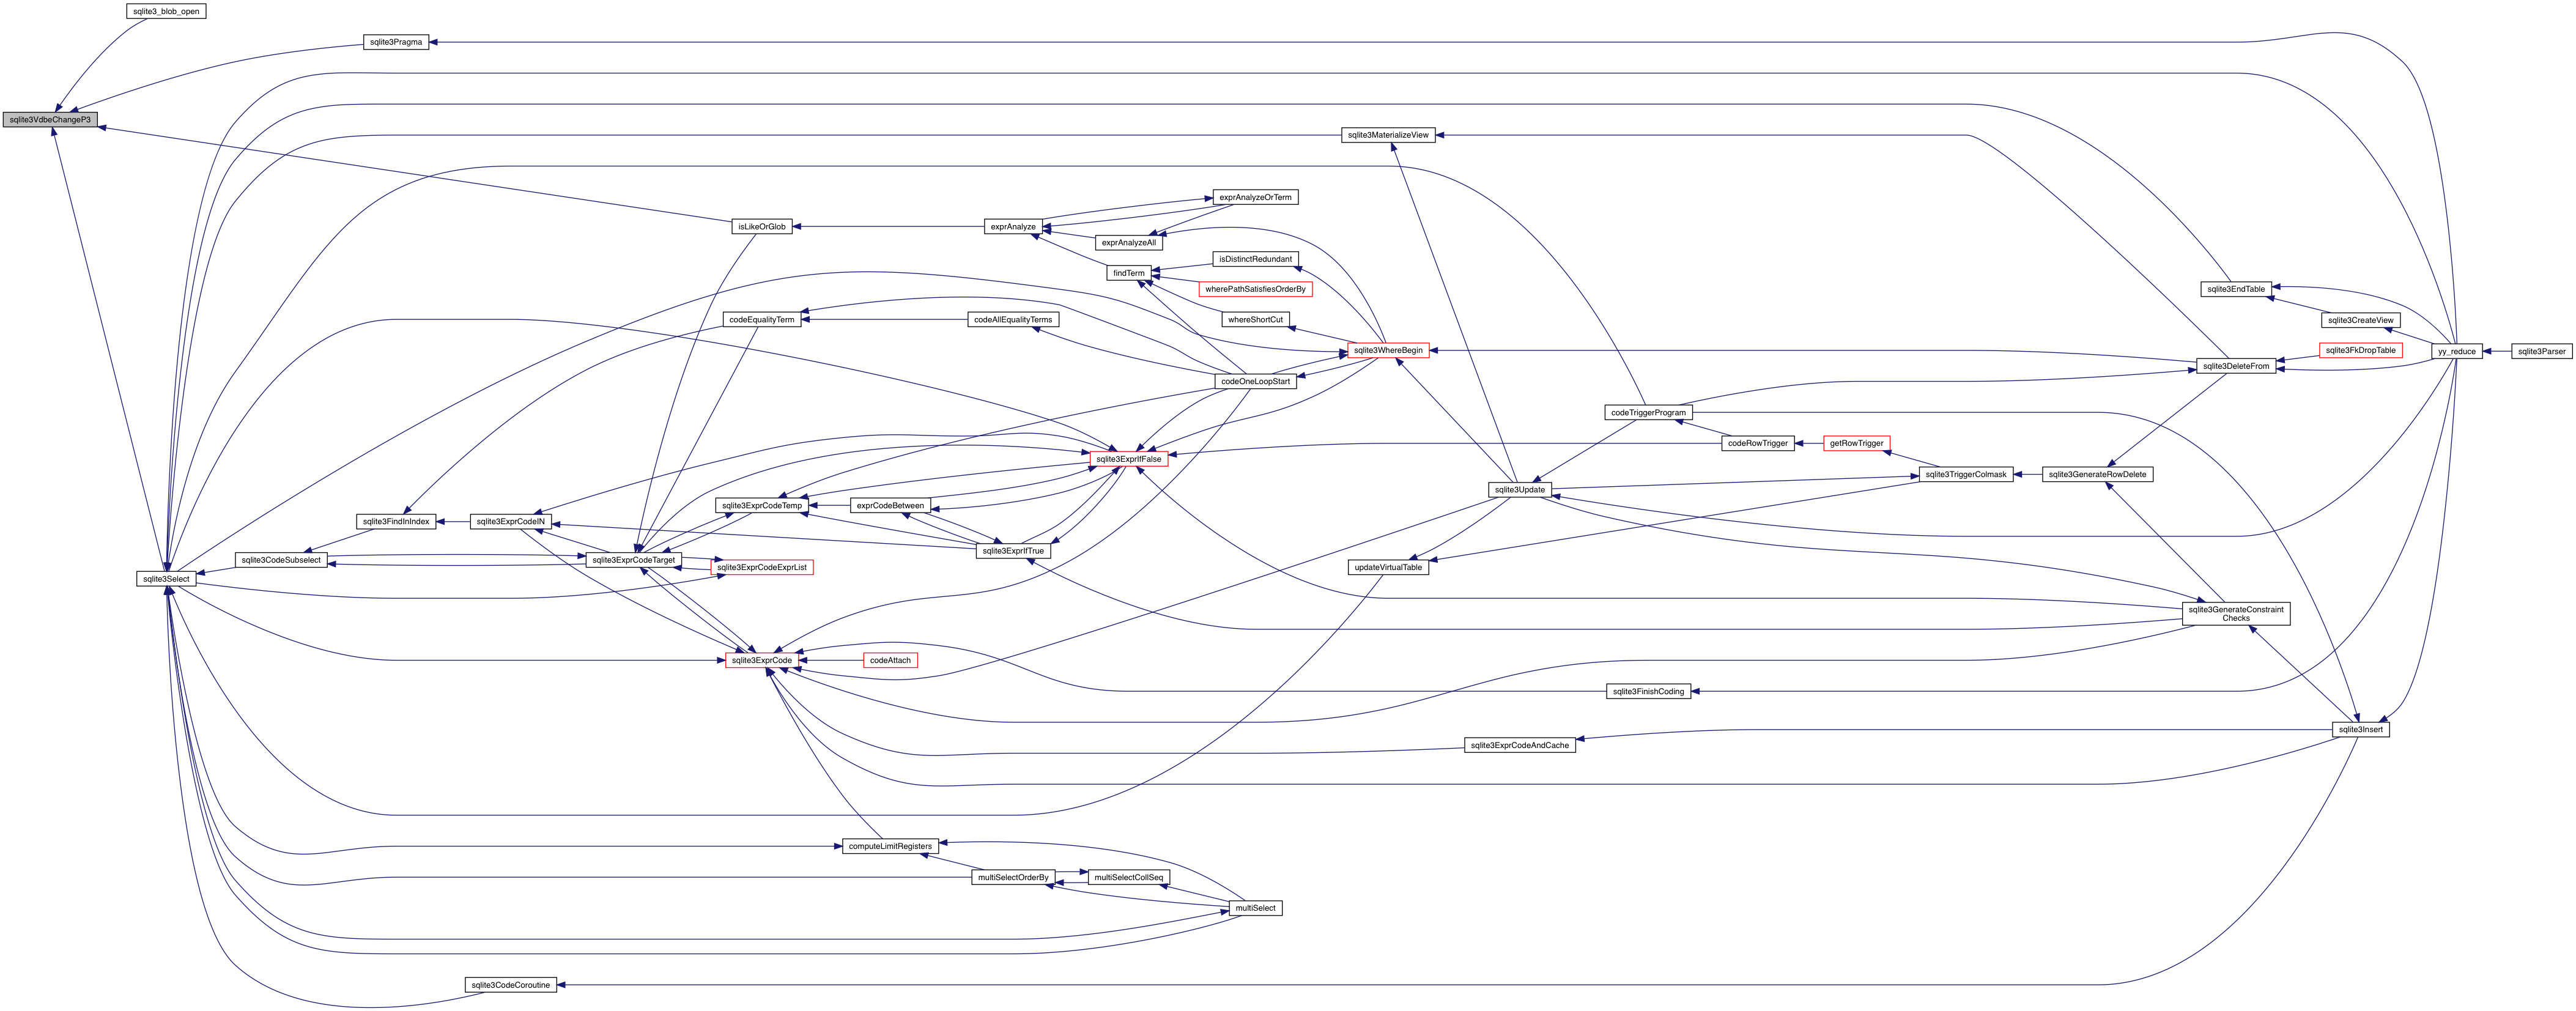 sqlite3_blob_open
sqlite3Pragma
sqlite3VdbeChangeP3
sqlite3MaterializeView
exprAnalyzeOrTerm
isLikeOrGlob
exprAnalyze
exprAnalyzeAll
isDistinctRedundant
findTerm
wherePathSatisfiesOrderBy
sqlite3EndTable
codeEqualityTerm
codeAllEqualityTerms
whereShortCut
sqlite3CreateView
sqlite3WhereBegin
sqlite3FkDropTable
yy_reduce
sqlite3Parser
sqlite3DeleteFrom
codeOneLoopStart
codeTriggerProgram
codeRowTrigger
getRowTrigger
sqlite3ExprIfFalse
sqlite3TriggerColmask
sqlite3GenerateRowDelete
sqlite3Update
sqlite3ExprCodeTemp
exprCodeBetween
sqlite3FindInIndex
sqlite3ExprCodeIN
sqlite3ExprIfTrue
sqlite3CodeSubselect
sqlite3ExprCodeTarget
sqlite3ExprCodeExprList
updateVirtualTable
sqlite3Select
sqlite3GenerateConstraint
Checks
sqlite3ExprCode
codeAttach
sqlite3FinishCoding
sqlite3Insert
sqlite3ExprCodeAndCache
computeLimitRegisters
multiSelectOrderBy
multiSelectCollSeq
multiSelect
sqlite3CodeCoroutine